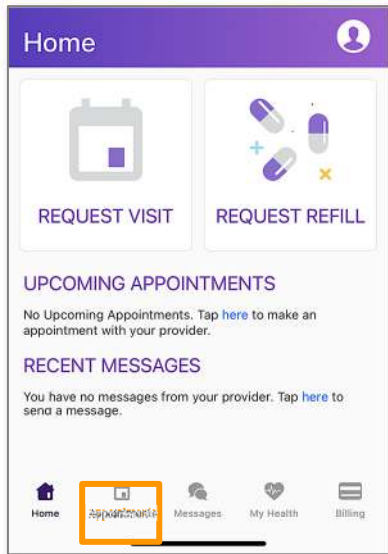 Home
REQUEST VISIT
REQUEST REFILL
UPCOMING APPOINTMENTS
No Upcoming Appointments. Tap here to make an
appointment with your provider.
RECENT MESSAGES
You have no messages from your provider. Tap here to
send a message.
Home Appointments Messages My Health Billing